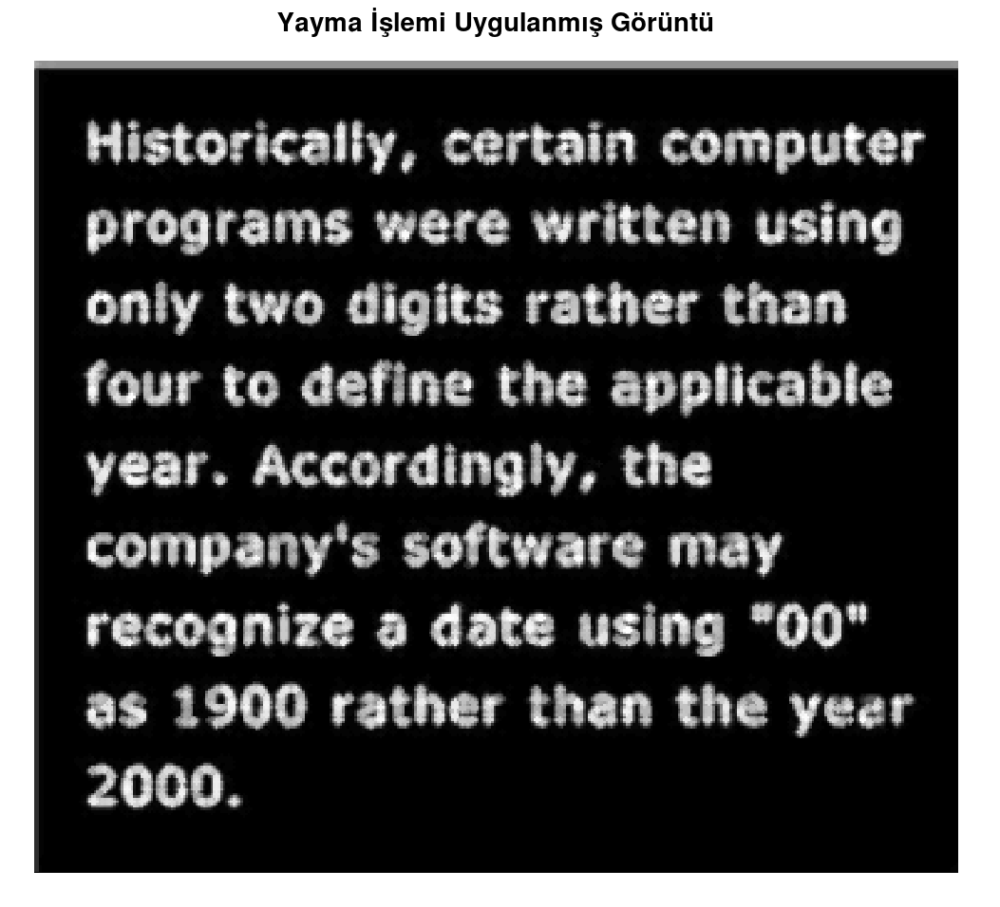 Yayma İşlemi Uygulanmış Görüntü
Historically, certain computer
programs were written using
only two digits rather than
four to define the applicable
year. Accordingly, the
company's software may
recognize a date using "00"
as 1900 rather than the year
2000.